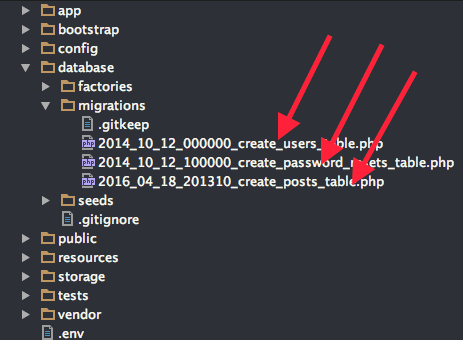 app
bootstrap
config
database
factories
migrations
.gitkeep
php 2014_10_12_000000_create_users_table.php
php 2014_10_12_100000_create_password_resets_table.php
php 2016_04_18_201310_create_posts_table.php
seeds
.gitignore
public
resources
storage
tests
vendor
.env